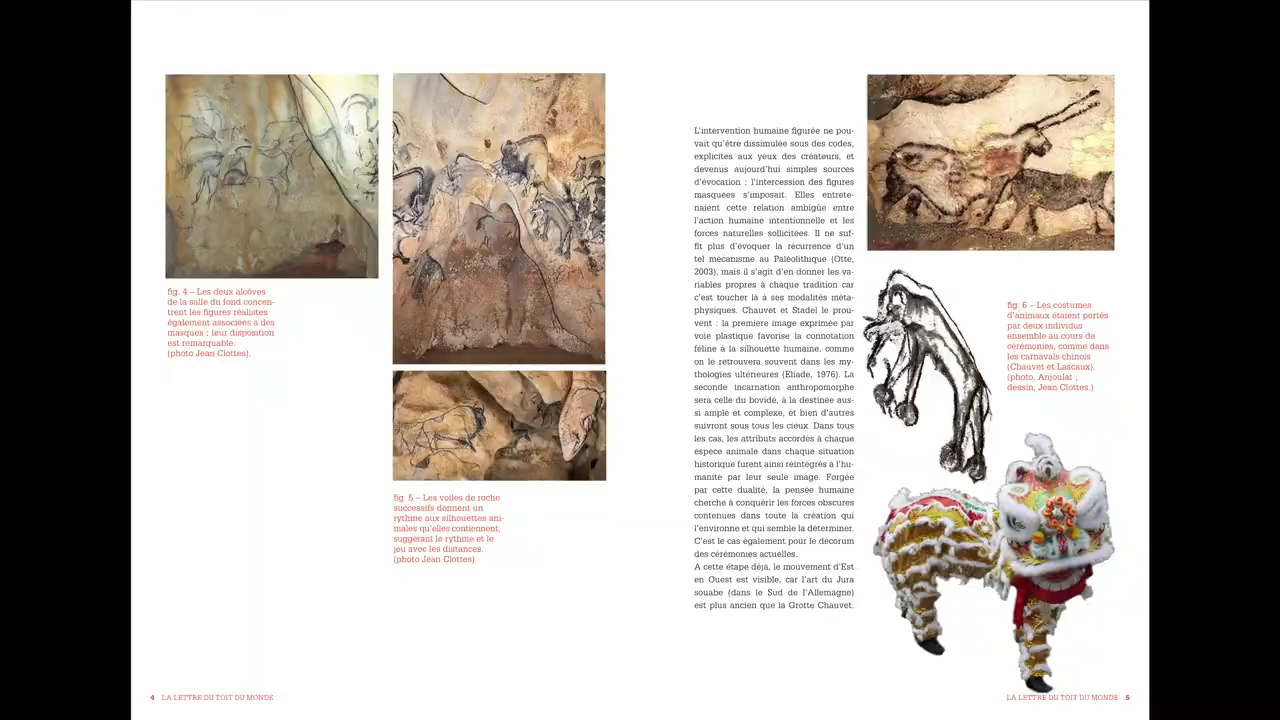 fig. 4 – Les deux alcôves
de la salle du fond concen-
trent les figures réalistes
également associées a des
masques ; leur disposition
est remarquable.
(photo Jean Clottes).
fig. 5 – Les voiles de roche
successifs donnent un
rythme aux silhouettes ani-
males qu'elles contiennent,
suggérant le rythme et le
jeu avec les distances.
(photo Jean Clottes).
4 LA LETTRE DU TOIT DU MONDE
L'intervention humaine figurée ne pou-
vait qu'être dissimulée sous des codes,
explicites aux yeux des créateurs, et
devenus aujourd'hui simples sources
d'évocation : l'intercession des figures
masquées s'imposait. Elles entrete-
naient cette relation ambigüe entre
l'action humaine intentionnelle et les
forces naturelles sollicitées. Il ne suf-
fit plus d'évoquer la récurrence d'un
tel mécanisme au Paléolithique (Otte,
2003), mais il s'agit d'en donner les va-
riables propres à chaque tradition car
c'est toucher là à ses modalités méta-
physiques. Chauvet et Stadel le prou-
vent : la première image exprimée par
voie plastique favorise la connotation
féline à la silhouette humaine, comme
on le retrouvera souvent dans les my-
thologies ultérieures (Eliade, 1976). La
seconde incarnation anthropomorphe
sera celle du bovidé, à la destinée aus-
si ample et complexe, et bien d'autres
suivront sous tous les cieux. Dans tous
les cas, les attributs accordés à chaque
espèce animale dans chaque situation
historique furent ainsi réintégrés à l'hu-
manité par leur seule image. Forgée
par cette dualité, la pensée humaine
cherche à conquérir les forces obscures
contenues dans toute la création qui
l'environne et qui semble la déterminer.
C'est le cas également pour le décorum
des cérémonies actuelles.
A cette étape déjà, le mouvement d'Est
en Ouest est visible, car l'art du Jura
souabe (dans le Sud de l'Allemagne)
est plus ancien que la Grotte Chauvet.
fig. 6 – Les costumes
d'animaux étaient portés
par deux individus
ensemble au cours de
cérémonies, comme dans
les carnavals chinois
(Chauvet et Lascaux).
(photo, Anjoulat ;
dessin, Jean Clottes.)
LA LETTRE DU TOIT DU MONDE 5